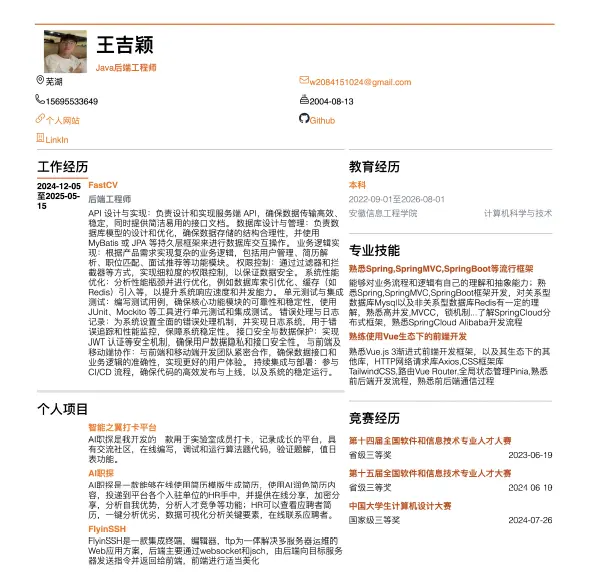 王吉颖
Java后端工程师
芜湖
w2084151024@gmail.com
15695533649
2004-08-13
个人网站
Github
LinkIn
工作经历
2024-12-05
至2025-05-
15
FastCV
后端工程师
API 设计与实现：负责设计和实现服务端 API，确保数据传输高效、
稳定，同时提供简洁易用的接口文档。 数据库设计与管理：负责数
据库模型的设计和优化，确保数据存储的结构合理性，并使用
MyBatis 或 JPA 等持久层框架来进行数据库交互操作。 业务逻辑实
现：根据产品需求实现复杂的业务逻辑，包括用户管理、简历解
析、职位匹配、面试推荐等功能模块。 权限控制：通过过滤器和拦
截器等方式，实现细粒度的权限控制，以保证数据安全。 系统性能
优化：分析性能瓶颈并进行优化，例如数据库索引优化、缓存（如
Redis）引入等，以提升系统响应速度和并发能力。 单元测试与集成
测试：编写测试用例，确保核心功能模块的可靠性和稳定性，使用
JUnit、Mockito 等工具进行单元测试和集成测试。 错误处理与日志
记录：为系统设置全面的错误处理机制，并实现日志系统，用于错
误追踪和性能监控，保障系统稳定性。 接口安全与数据保护：实现
JWT 认证等安全机制，确保用户数据隐私和接口安全性。 与前端及
移动端协作：与前端和移动端开发团队紧密合作，确保数据接口和
业务逻辑的准确性，实现更好的用户体验。 持续集成与部署：参与
CI/CD 流程，确保代码的高效发布与上线，以及系统的稳定运行。
个人项目
智能之翼打卡平台
AI职探是我开发的一款用于实验室成员打卡，记录成长的平台，具
有交流社区，在线编写，调试和运行算法题代码，验证题解，值日
表功能。
AI职探
AI职探是一款能够在线使用简历模版生成简历，使用AI润色简历内
容，投递到平台各个入驻单位的HR手中，并提供在线分享，加密分
享，分析自我优势，分析人才竞争等功能；HR可以查看应聘者简
历，一键分析优劣，数据可视化分析关键要素，在线联系应聘者。
FlyinSSH
FlyinSSH是一款集成终端，编辑器，ftp为一体解决多服务器运维的
Web应用方案，后端主要通过websocket和jsch，由后端向目标服务
器发送指令并返回给前端，前端进行适当美化
教育经历
本科
2022-09-01至2026-08-01
安徽信息工程学院 计算机科学与技术
专业技能
熟悉Spring,SpringMVC,SpringBoot等流行框架
能够对业务流程和逻辑有自己的理解和抽象能力；熟
悉Spring,SpringMVC,SpringBoot框架开发，对关系型
数据库Mysql以及非关系型数据库Redis有一定的理
解，熟悉高并发,MVCC，锁机制...了解SpringCloud分
布式框架，熟悉SpringCloud Alibaba开发流程
熟练使用Vue生态下的前端开发
熟悉Vue.js 3渐进式前端开发框架，以及其生态下的其
他库，HTTP网络请求库Axios,CSS框架库
TailwindCSS,路由Vue Router,全局状态管理Pinia,熟悉
前后端开发流程，熟悉前后端通信过程
竞赛经历
第十四届全国软件和信息技术专业人才人赛
省级三等奖 2023-06-19
第十五届全国软件和信息技术专业人才大赛
省级三等奖 2024-06-10
中国大学生计算机设计大赛
国家级三等奖 2024-07-26